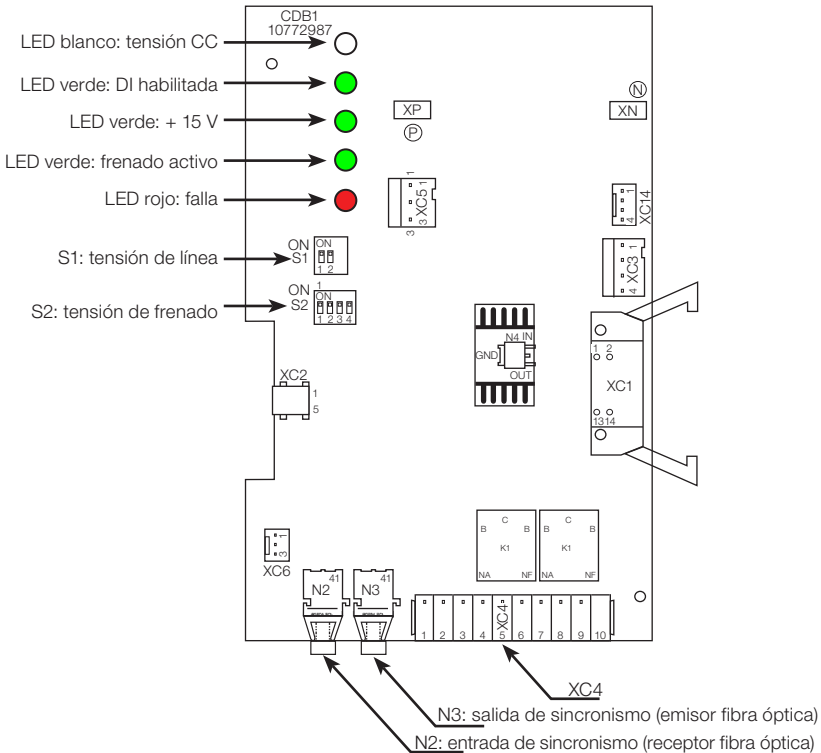 CDB1
10772987
LED blanco: tensión CC
LED verde: DI habilitada
LED verde: + 15 V
LED verde: frenado activo
LED rojo: falla
XP
P
N
XN
1
XC5
3 1
3
1
4
XC14
XC3
4 1
S1: tensión de línea
ON
S1
ON
1 2
S2: tensión de frenado
1
ON
S2
ON
1 2 3 4
N4 IN
GND
OUT
1 2
XC1
13 14
XC2
1
5
C
B B
K1
NA NF
C
B B
K1
NA NF
3 1
XC6
41
N2
41
N3
XC4
1 2 3 4 5 6 7 8 9 10
XC4
N3: salida de sincronismo (emisor fibra óptica)
N2: entrada de sincronismo (receptor fibra óptica)